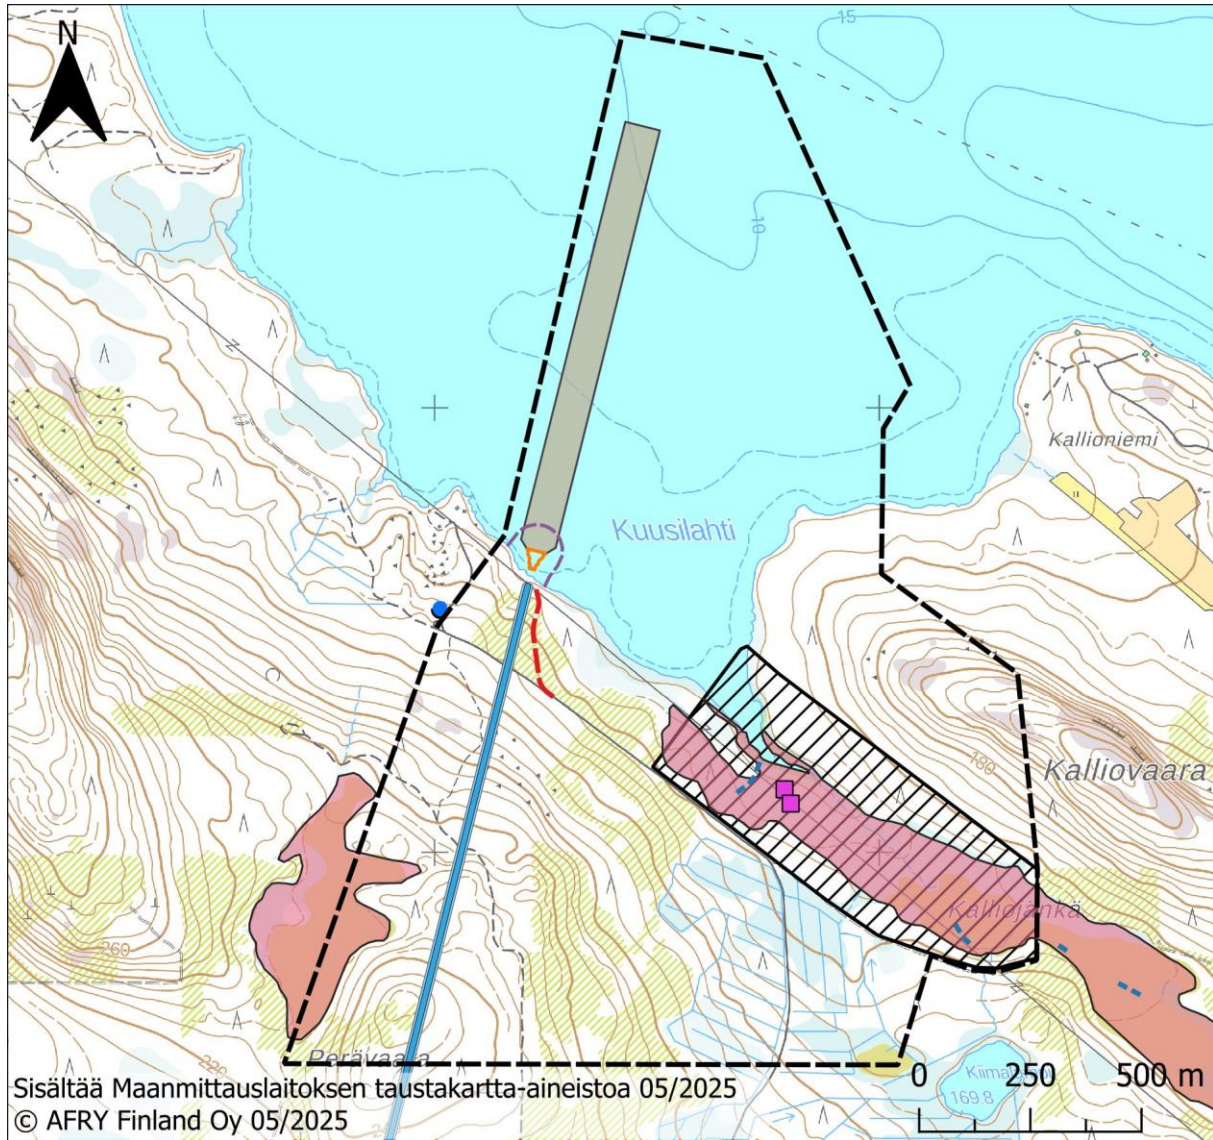 N
15
10
Kallioniemi
Kuusilahti
180
Kalliovaara
Kalliojänkä
260
Perävaara
220
0 250 500 m
169.8
Sisältää Maanmittauslaitoksen taustakartta-aineistoa 05/2025
© AFRY Finland Oy 05/2025